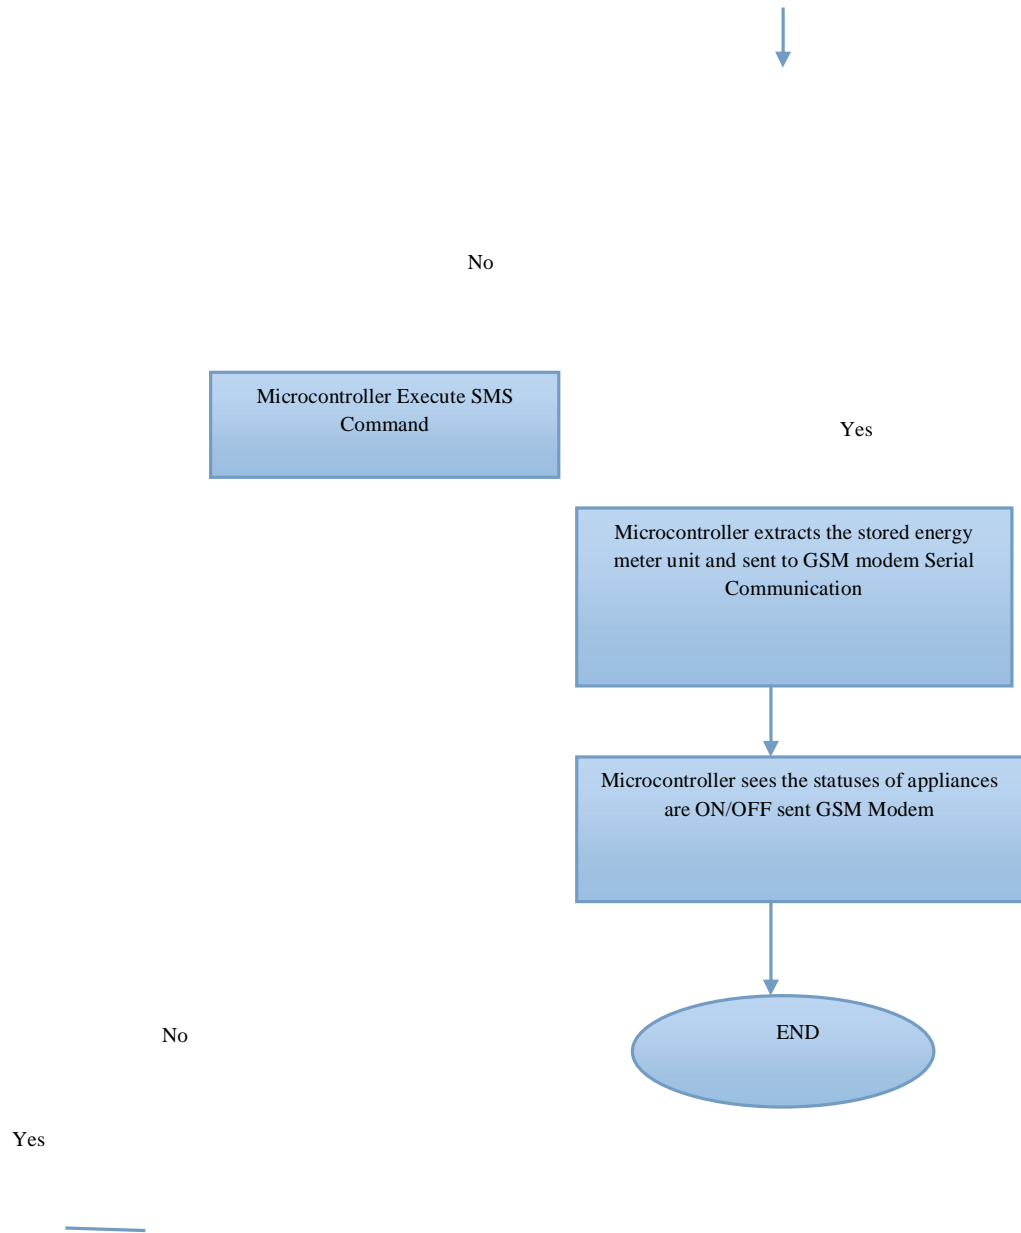 No
Microcontroller Execute SMS
Command
Yes
Microcontroller extracts the stored energy
meter unit and sent to GSM modem Serial
Communication
Microcontroller sees the statuses of appliances
are ON/OFF sent GSM Modem
No
END
Yes